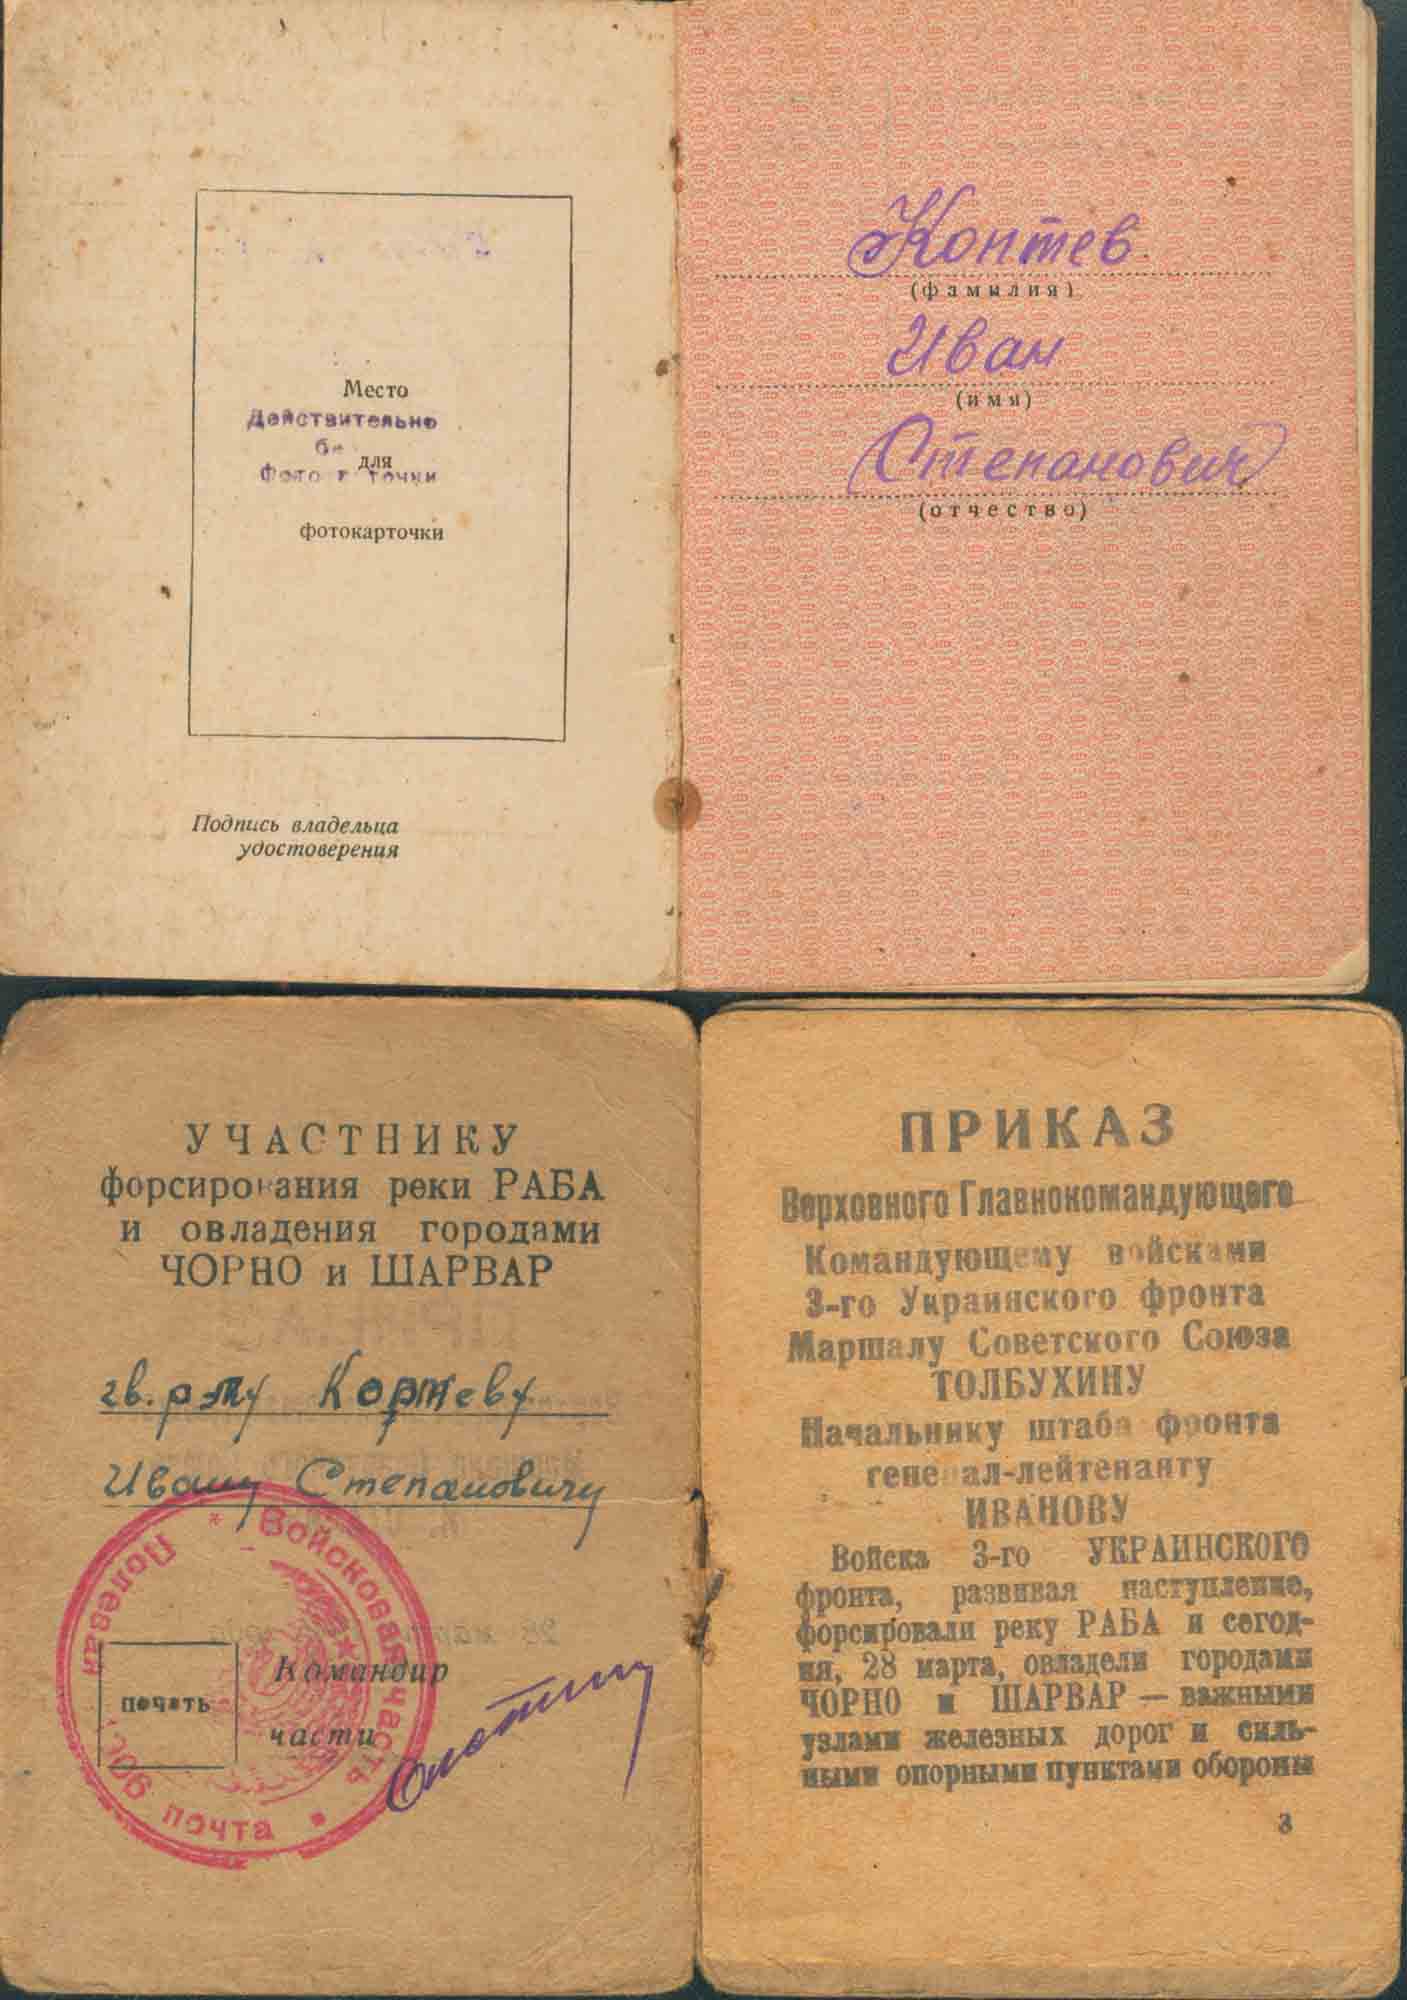 Место
Действительно
для
фотокарточки
Подпись владельца
удостоверения
Коптев
(фамилия)
Иван
(имя)
Степанович
(отчество)
УЧАСТНИКУ
форсирования реки РАБА
и овладения городами
ЧОРНО и ШАРВАР
гв. р-му
Ивану Степановичу
Войсковая часть
Полевая
почта
печать
Командир
части
ПРИКАЗ
Верховного Главнокомандующего
Командующему войсками
3-го Украинского фронта
Маршалу Советского Союза
ТОЛБУХИНУ
Начальнику штаба фронта
генерал-лейтенанту
ИВАНОВУ
Войска 3-го УКРАИНСКОГО
фронта, развивая наступление,
форсировали реку РАБА и сегод-
ня, 28 марта, овладели городами
ЧОРНО и ШАРВАР — важными
узлами железных дорог и силь-
ными опорными пунктами обороны
3